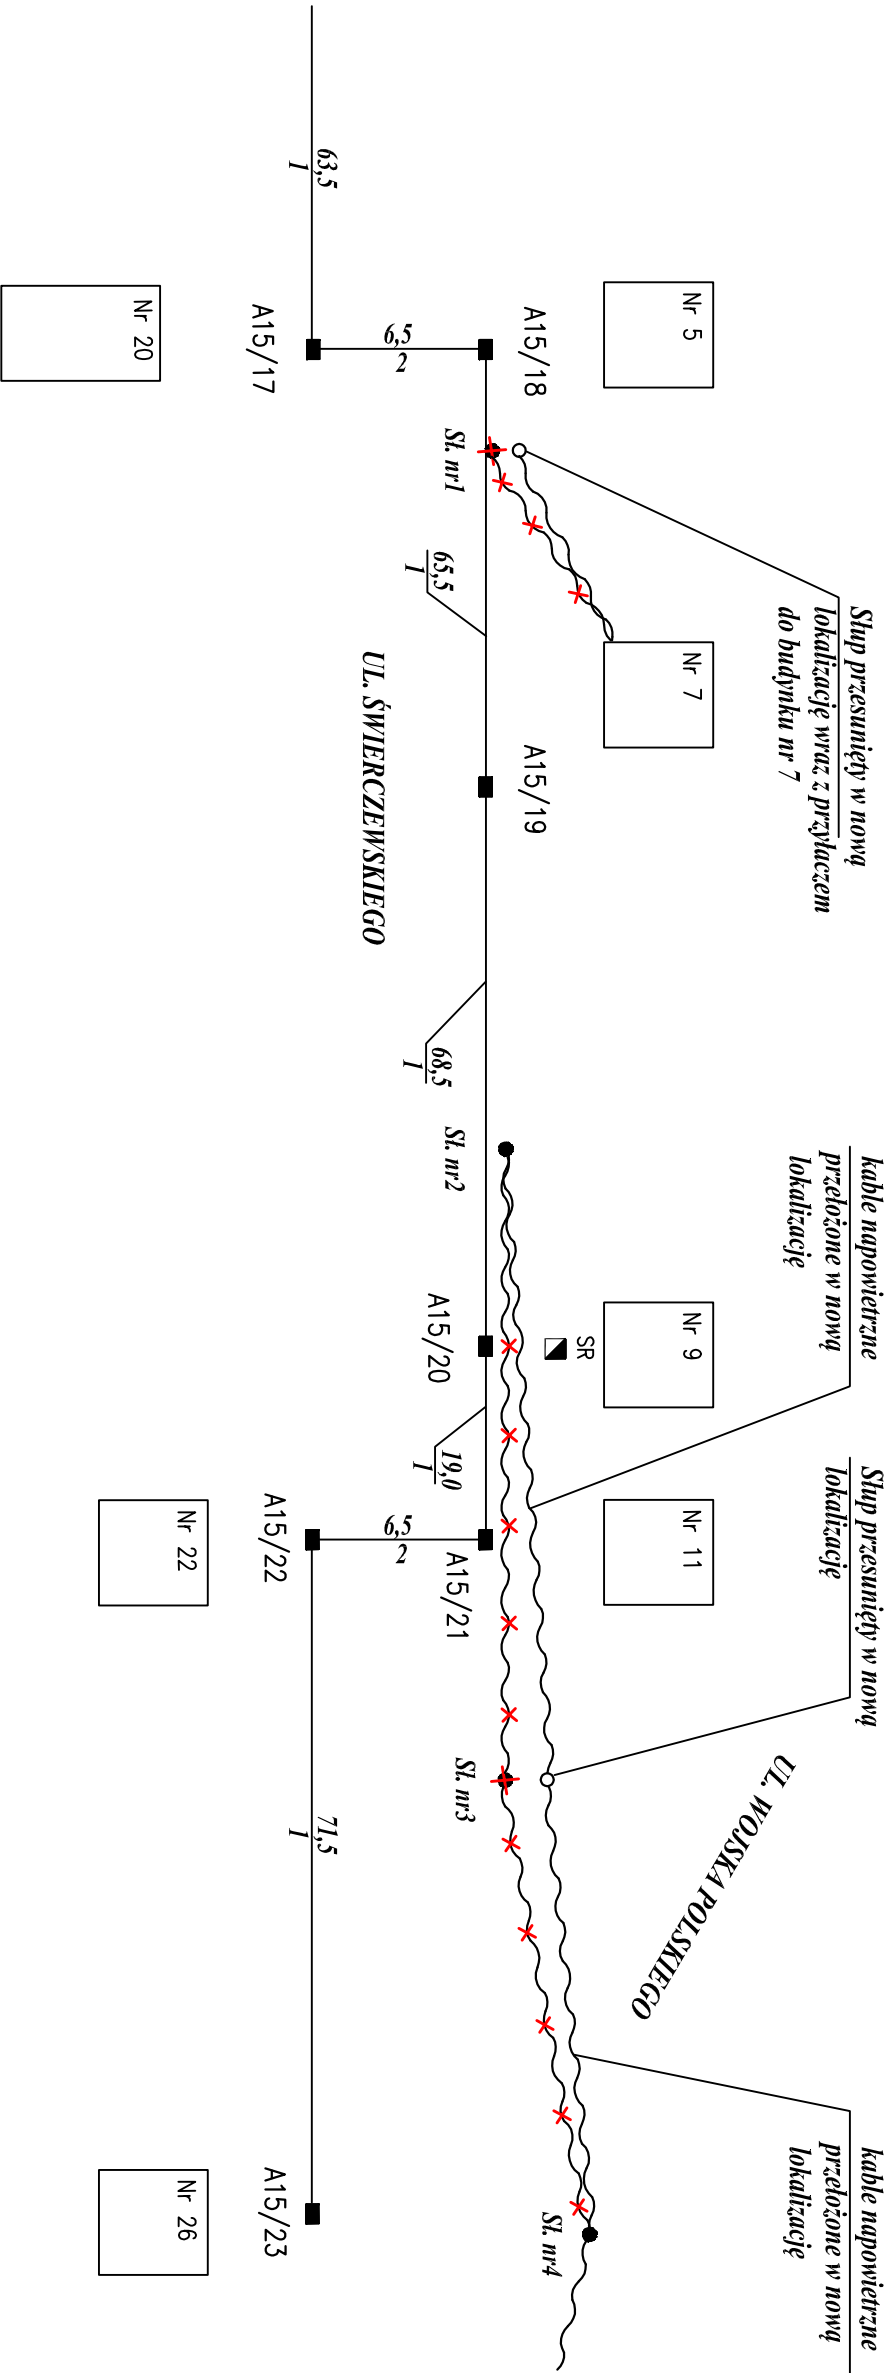 Słup przesunięty w nową
lokalizację wraz z przyłączem
do budynku nr 7
kable napowietrzne
przełożone w nową
lokalizację
Słup przesunięty w nową
lokalizację
kable napowietrzne
przełożone w nową
lokalizację
UL. WOJSKA POLSKIEGO
Nr 5
Nr 7
Nr 9
Nr 11
SR
A15/18
A15/19
A15/20
A15/21
Sł. nr1
Sł. nr2
Sł. nr3
Sł. nr4
65,5
1
68,5
1
19,0
1
6,5
2
6,5
2
UL. ŚWIERCZEWSKIEGO
63,5
1
71,5
1
A15/17
A15/22
A15/23
Nr 20
Nr 22
Nr 26